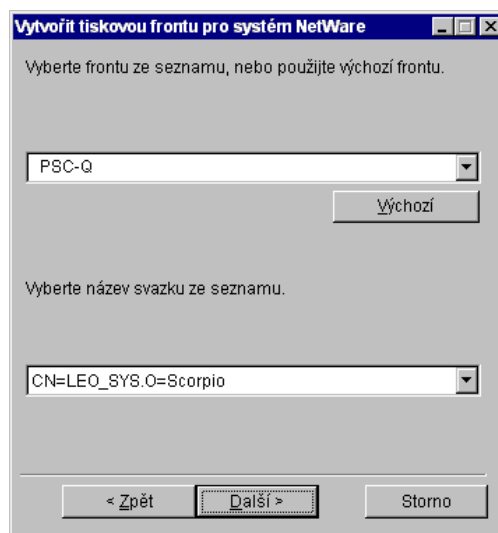 Vytvořit tiskovou frontu pro systém NetWare
Vyberte frontu ze seznamu, nebo použijte výchozí frontu.
PSC-Q
Výchozí
Vyberte název svazku ze seznamu.
CN=LEO_SYS.O=Scorpio
< Zpět Další > Storno